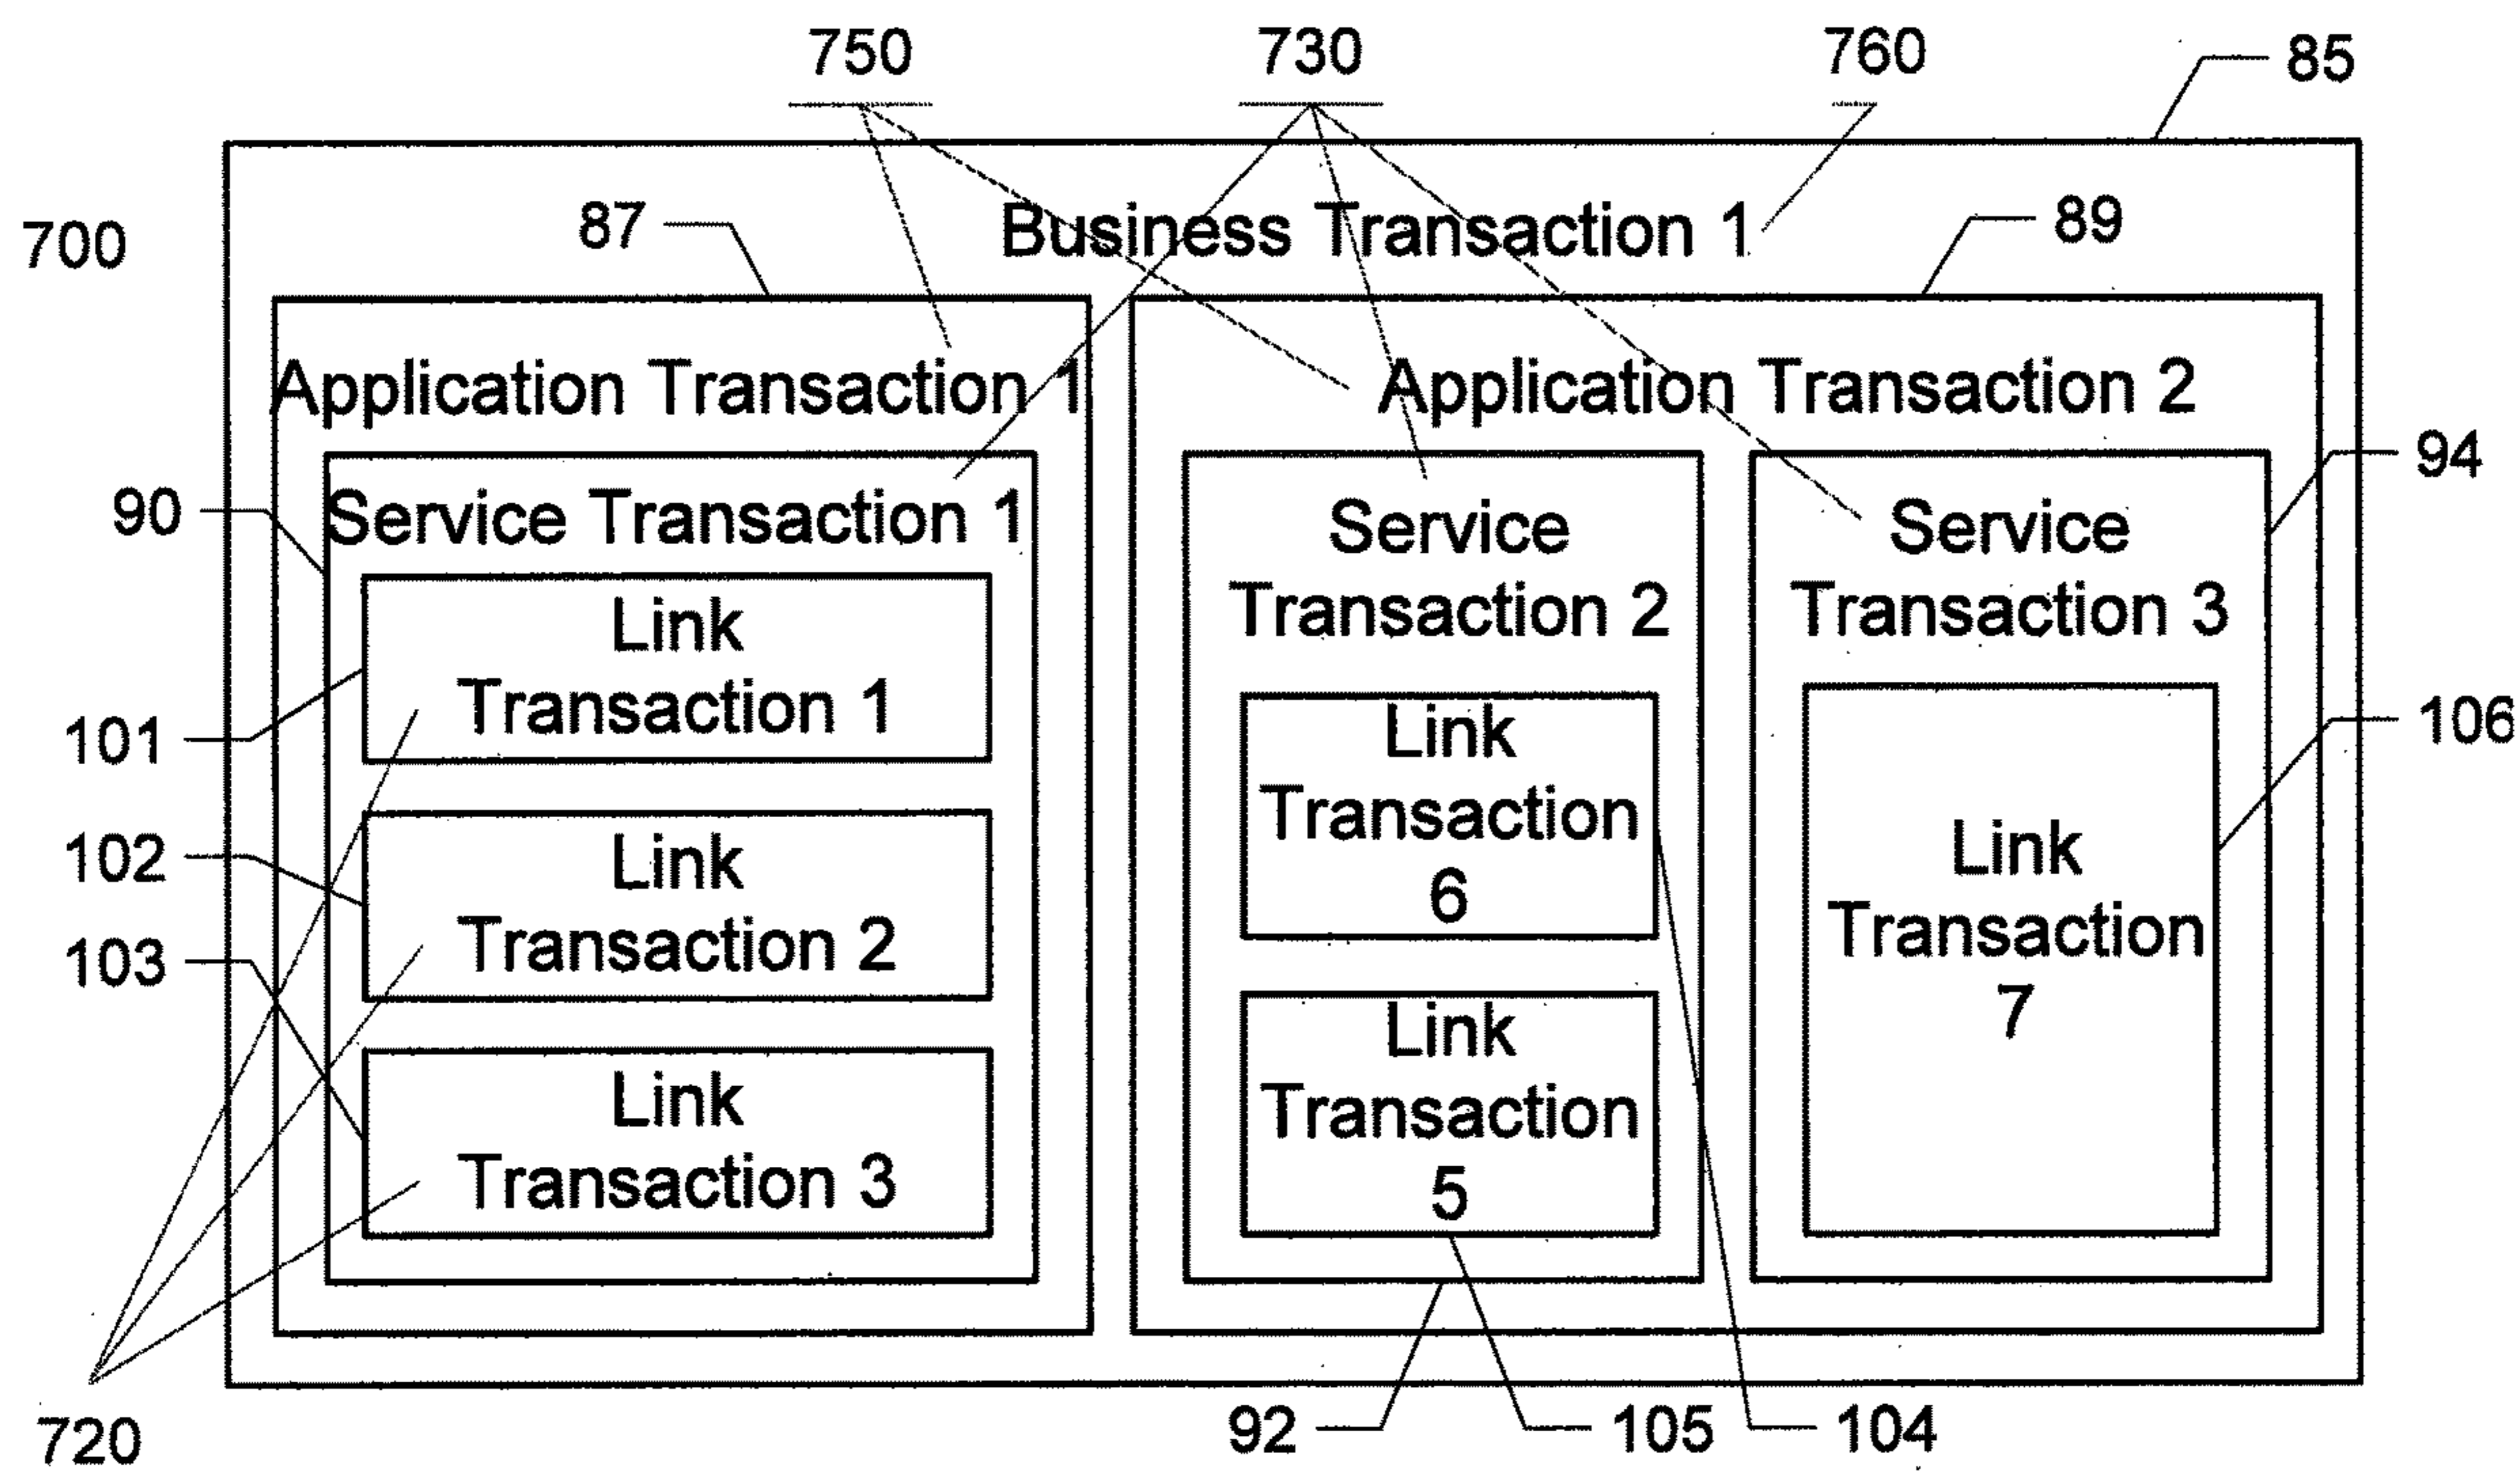 750 730 760 85
700 87 Business Transaction 1 89
Application Transaction 1 Application Transaction 2
94
90 Service Transaction 1 Service Service
Transaction 2 Transaction 3
Link
Transaction 1
101
Link
Transaction
6
106
102 Link
Transaction 2
103
Link
Transaction
7
Link
Transaction 3
Link
Transaction
5
720 92 105 104